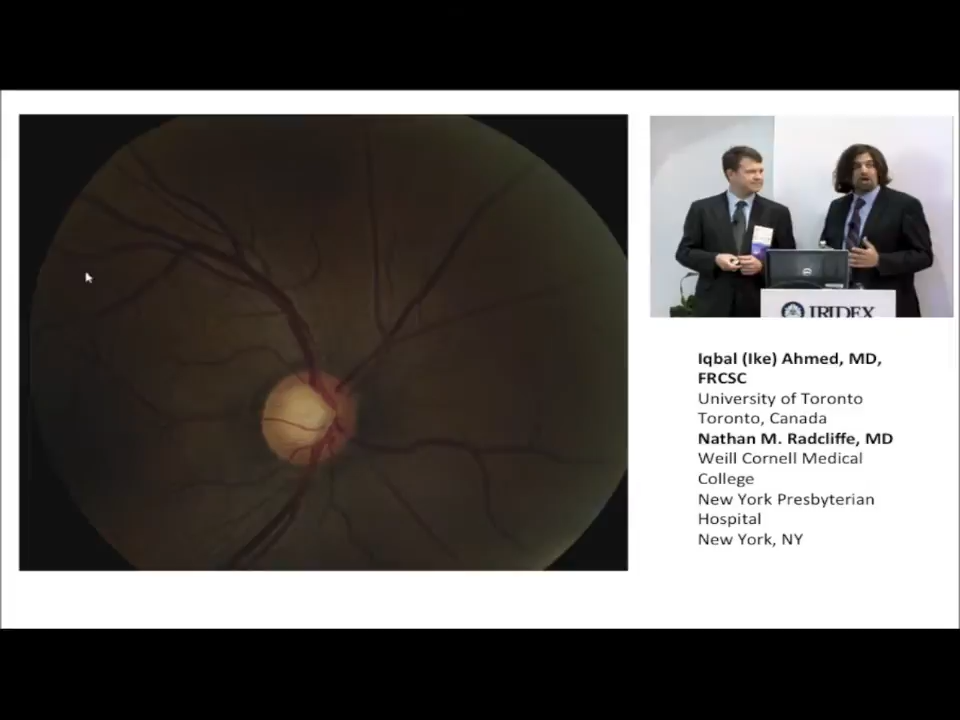 IRIDEX
Iqbal (Ike) Ahmed, MD,
FRCSC
University of Toronto
Toronto, Canada
Nathan M. Radcliffe, MD
Weill Cornell Medical
College
New York Presbyterian
Hospital
New York, NY